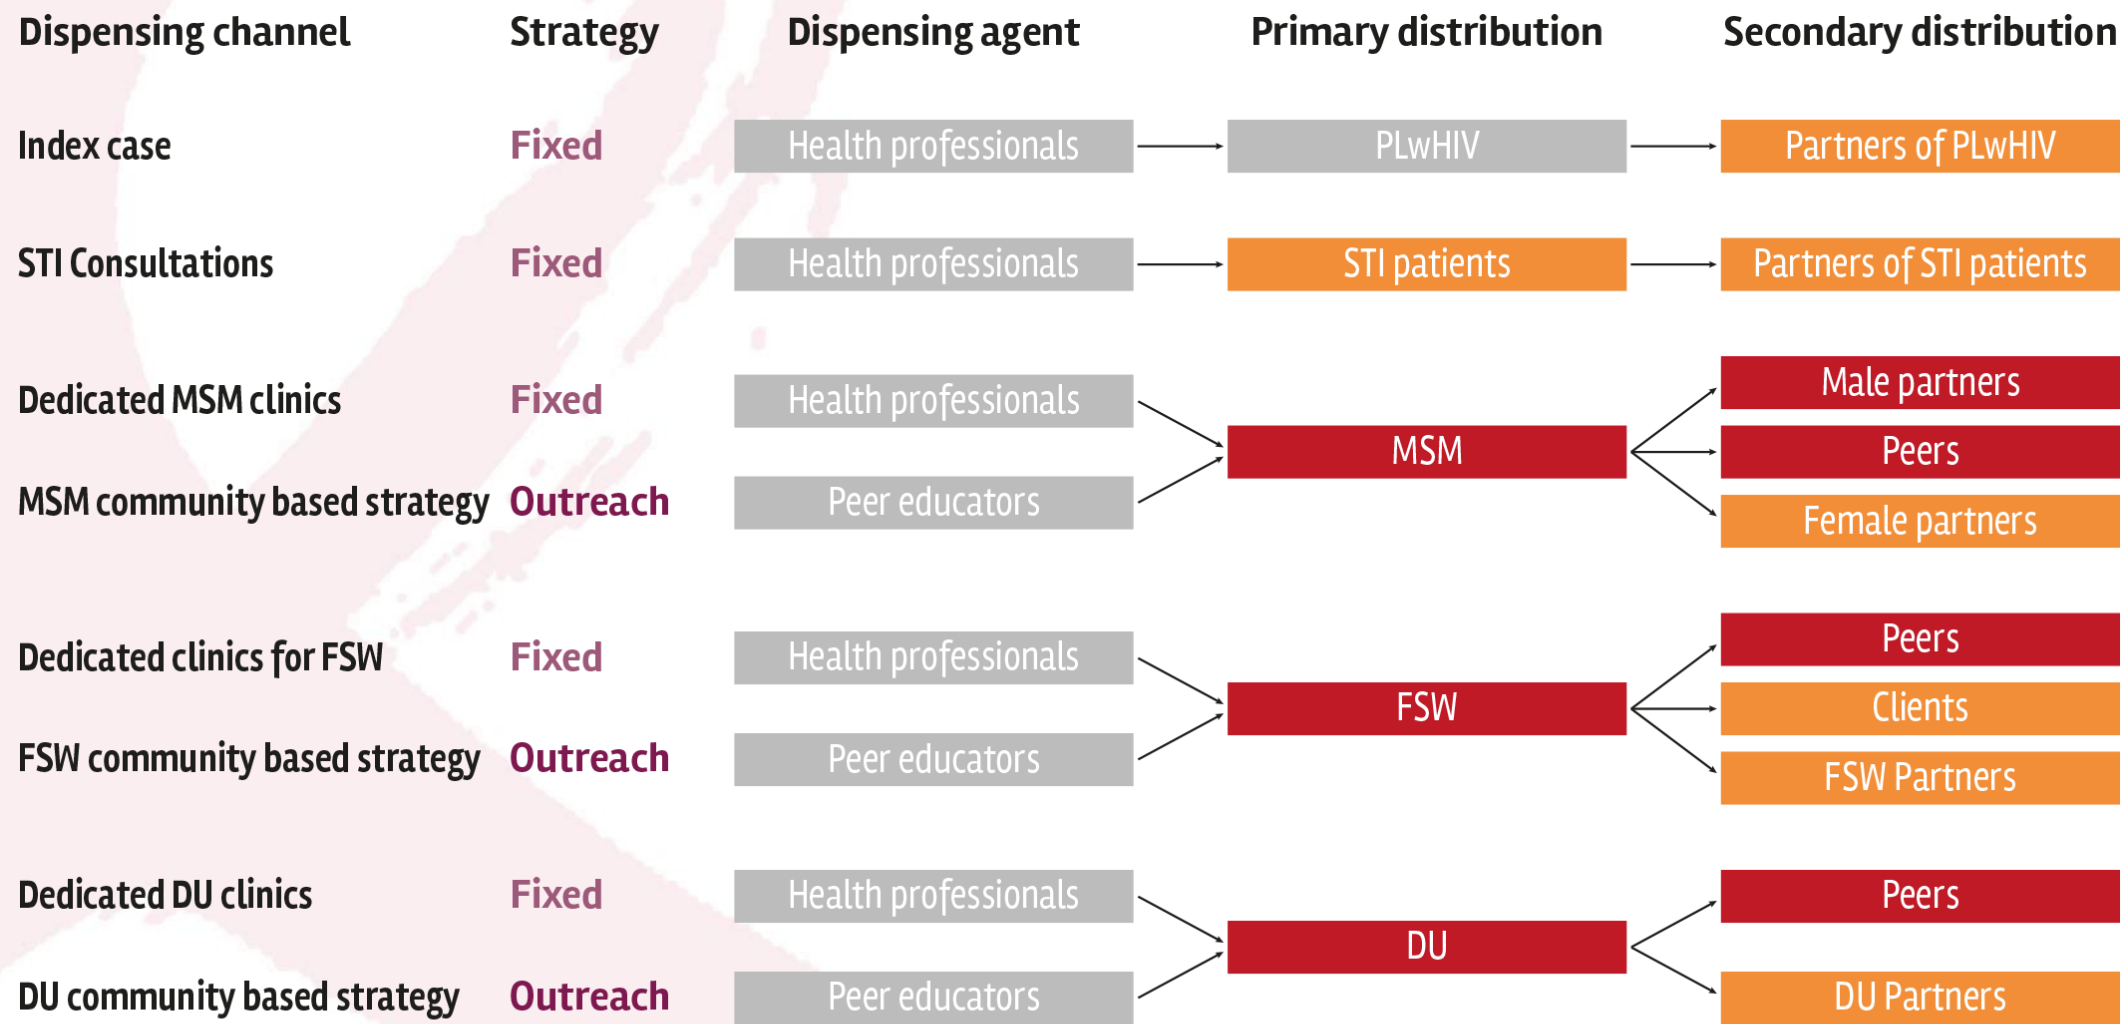 Dispensing channel Strategy Dispensing agent Primary distribution Secondary distribution
Index case Fixed Health professionals PLwHIV Partners of PLwHIV
STI Consultations Fixed Health professionals STI patients Partners of STI patients
Male partners
Dedicated MSM clinics Fixed Health professionals
MSM Peers
MSM community based strategy Outreach Peer educators
Female partners
Peers
Dedicated clinics for FSW Fixed Health professionals
FSW Clients
FSW community based strategy Outreach Peer educators
FSW Partners
Dedicated DU clinics Fixed Health professionals Peers
DU
DU community based strategy Outreach Peer educators DU Partners